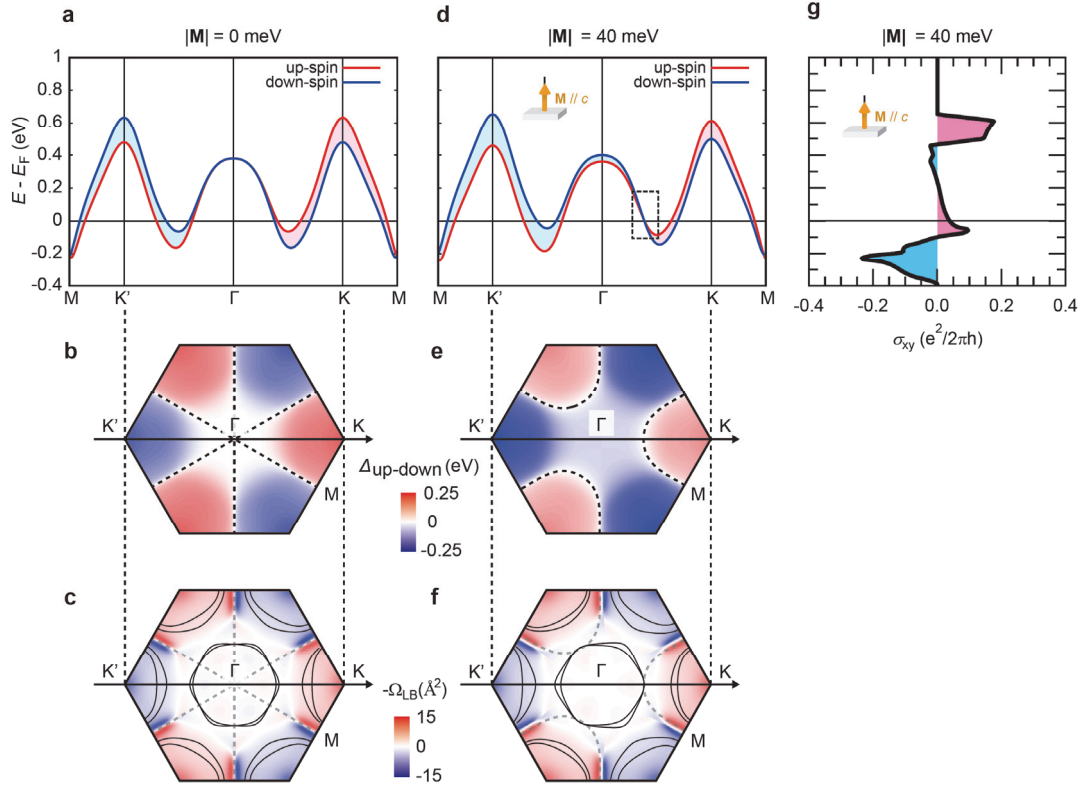 a
|M| = 0 meV
up-spin
down-spin
E - E_F (eV)
1
0.8
0.6
0.4
0.2
0
-0.2
-0.4
M
K'
Γ
K
M
d
|M| = 40 meV
up-spin
down-spin
M // c
M
K'
Γ
K
M
g
|M| = 40 meV
M // c
-0.4
-0.2
0.0
0.2
0.4
σxy (e²/2πh)
b
K'
Γ
K
M
Δup-down (eV)
0.25
0
-0.25
e
K'
Γ
K
M
c
K'
Γ
K
M
-ΩLB(Å²)
15
0
-15
f
K'
Γ
K
M